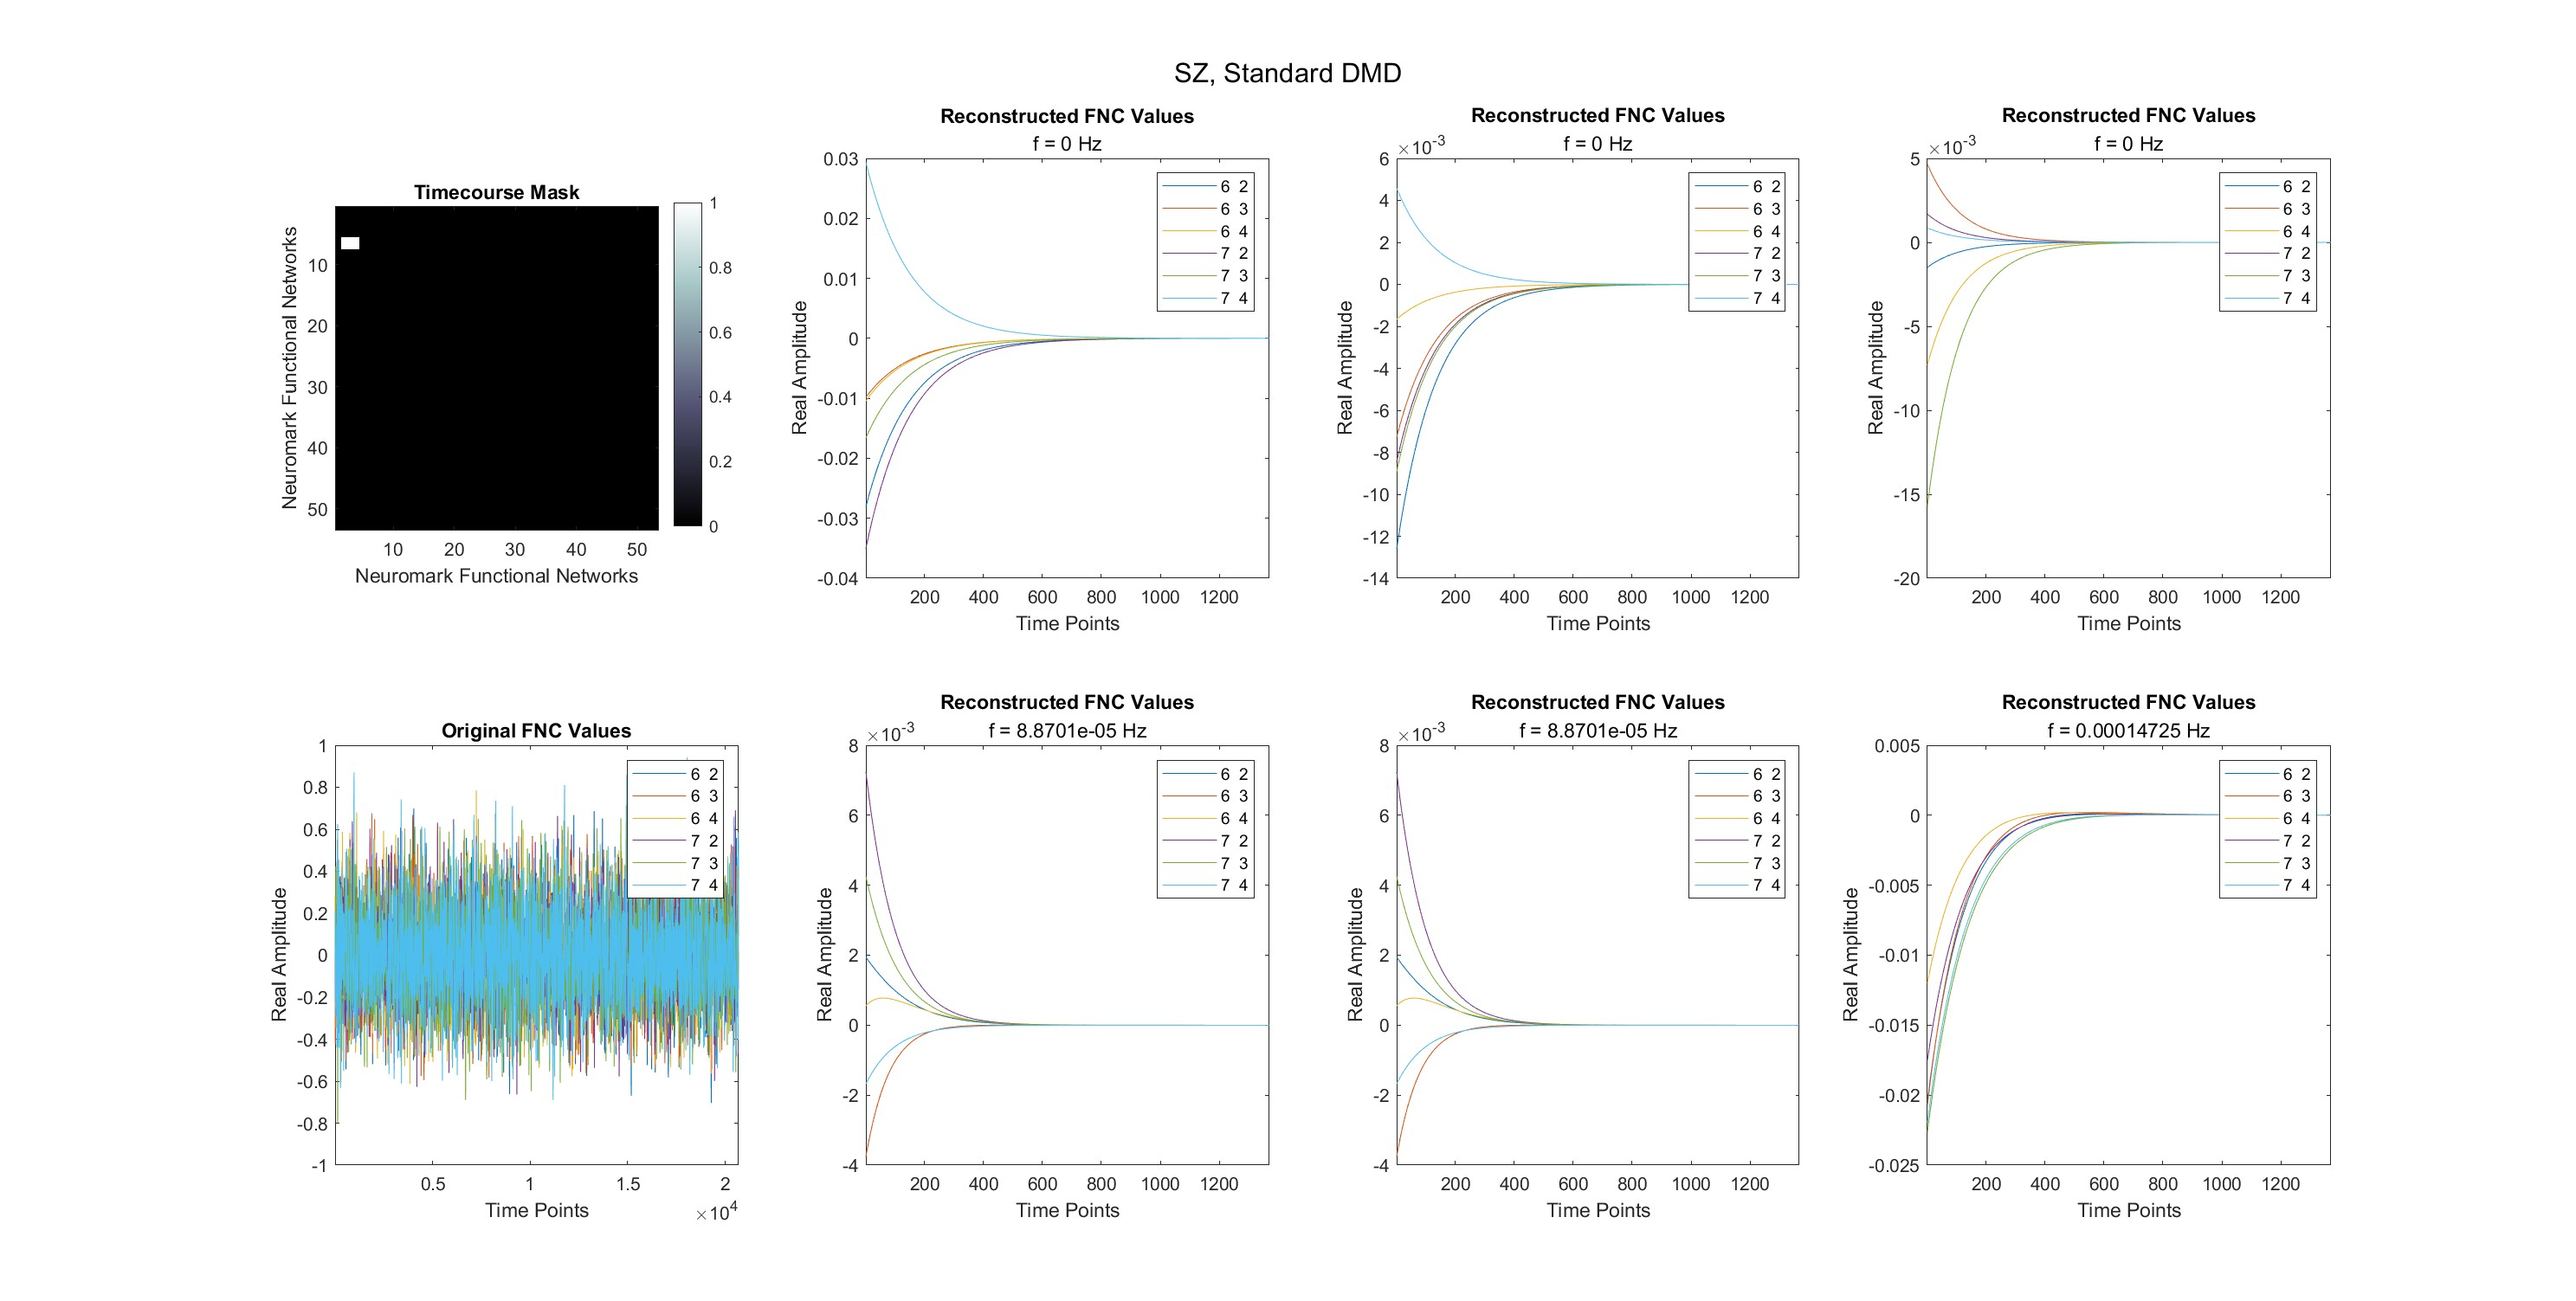 SZ, Standard DMD
Timecourse Mask
Neuromark Functional Networks
10
20
30
40
50
10 20 30 40 50
Neuromark Functional Networks
1
0.8
0.6
0.4
0.2
0
Reconstructed FNC Values
f = 0 Hz
Real Amplitude
0.03
0.02
0.01
0
-0.01
-0.02
-0.03
-0.04
200 400 600 800 1000 1200
Time Points
6 2
6 3
6 4
7 2
7 3
7 4
Reconstructed FNC Values
f = 0 Hz
×10-3
Real Amplitude
6
4
2
0
-2
-4
-6
-8
-10
-12
-14
200 400 600 800 1000 1200
Time Points
6 2
6 3
6 4
7 2
7 3
7 4
Reconstructed FNC Values
f = 0 Hz
×10-3
Real Amplitude
5
0
-5
-10
-15
-20
200 400 600 800 1000 1200
Time Points
6 2
6 3
6 4
7 2
7 3
7 4
Original FNC Values
Real Amplitude
1
0.8
0.6
0.4
0.2
0
-0.2
-0.4
-0.6
-0.8
-1
0.5 1 1.5 2
Time Points
×104
6 2
6 3
6 4
7 2
7 3
7 4
Reconstructed FNC Values
f = 8.8701e-05 Hz
×10-3
Real Amplitude
8
6
4
2
0
-2
-4
200 400 600 800 1000 1200
Time Points
6 2
6 3
6 4
7 2
7 3
7 4
Reconstructed FNC Values
f = 8.8701e-05 Hz
×10-3
Real Amplitude
8
6
4
2
0
-2
-4
200 400 600 800 1000 1200
Time Points
6 2
6 3
6 4
7 2
7 3
7 4
Reconstructed FNC Values
f = 0.00014725 Hz
Real Amplitude
0.005
0
-0.005
-0.01
-0.015
-0.02
-0.025
200 400 600 800 1000 1200
Time Points
6 2
6 3
6 4
7 2
7 3
7 4